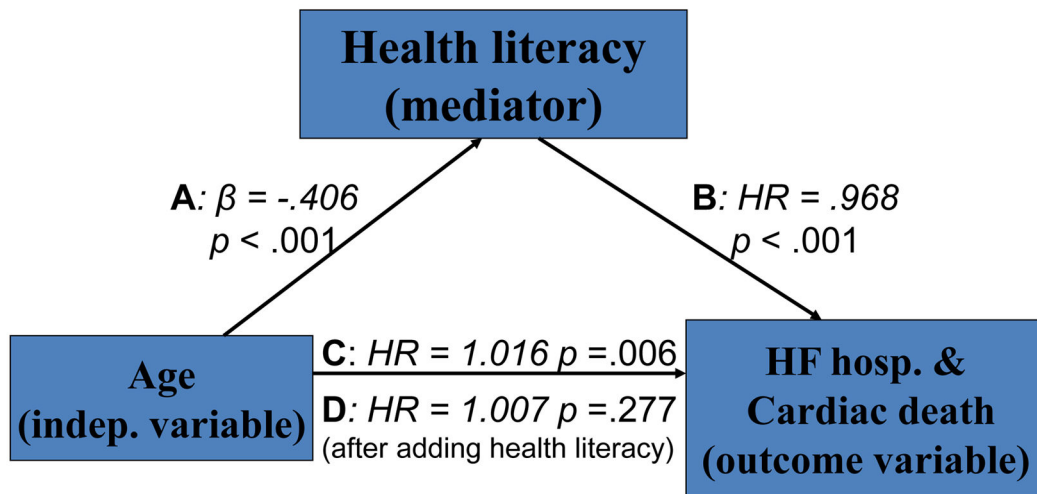 Health literacy
(mediator)
A: β = -.406
p < .001
B: HR = .968
p < .001
Age
(indep. variable)
C: HR = 1.016 p =.006
D: HR = 1.007 p =.277
(after adding health literacy)
HF hosp. &
Cardiac death
(outcome variable)